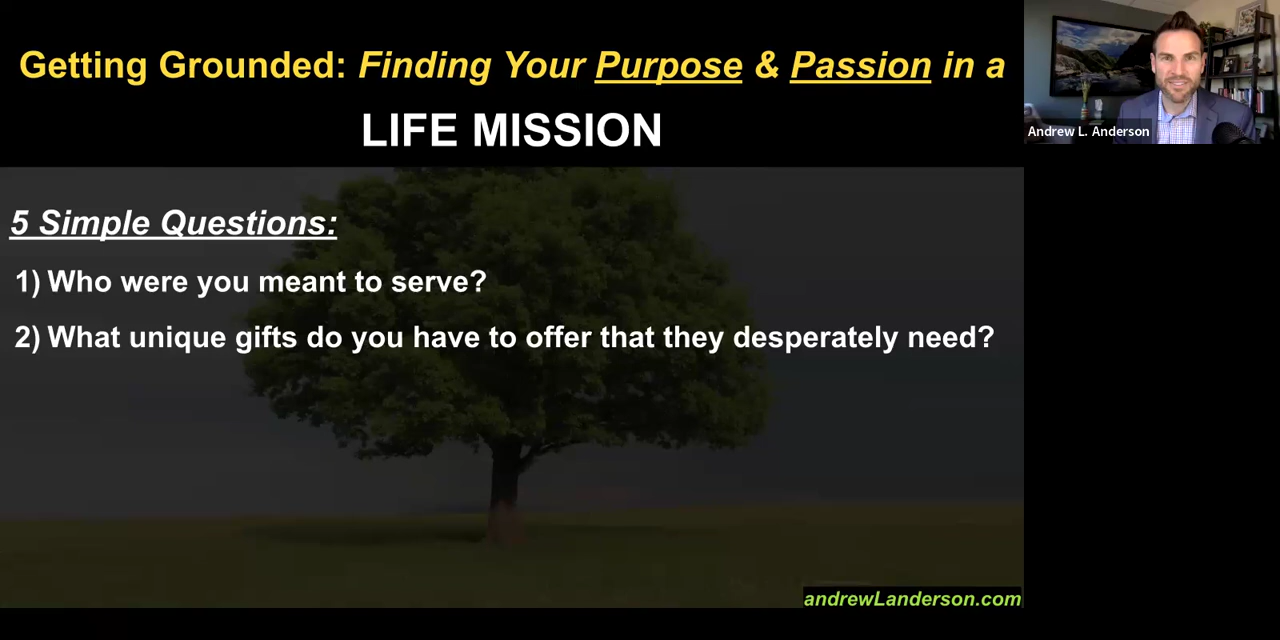 Getting Grounded: Finding Your Purpose & Passion in a
LIFE MISSION
Andrew L. Anderson
5 Simple Questions:
1) Who were you meant to serve?
2) What unique gifts do you have to offer that they desperately need?
andrewLanderson.com